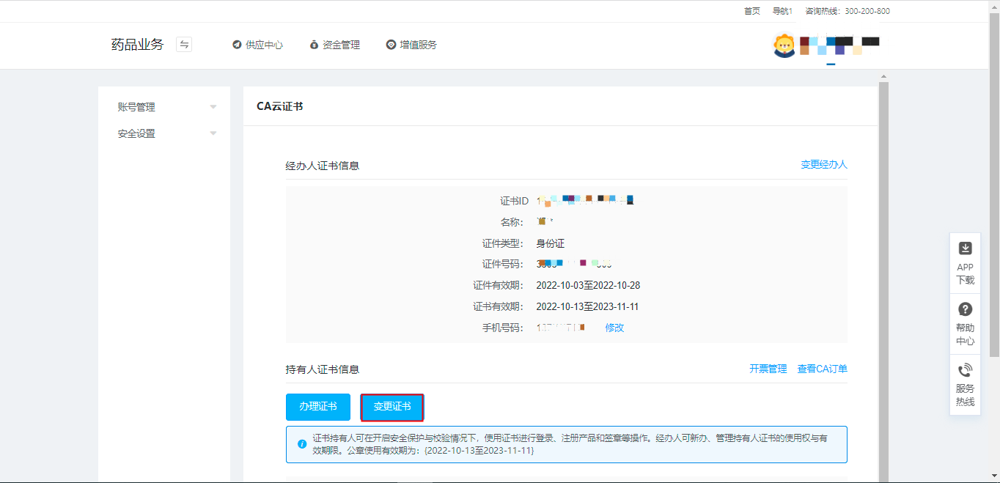 首页 导航1 咨询热线：300-200-800
药品业务 供应中心 资金管理 增值服务
账号管理
安全设置
CA云证书
经办人证书信息 变更经办人
证书ID
名称：
证件类型： 身份证
证件号码：
证件有效期： 2022-10-03至2022-10-28
证书有效期： 2022-10-13至2023-11-11
手机号码： 修改
持有人证书信息 开票管理 查看CA订单
办理证书 变更证书
证书持有人可在开启安全保护与校验情况下，使用证书进行登录、注册产品和签章等操作。经办人可新办、管理持有人证书的使用权与有
效期限。公章使用有效期为：{2022-10-13至2023-11-11}
APP
下载
帮助
中心
服务
热线